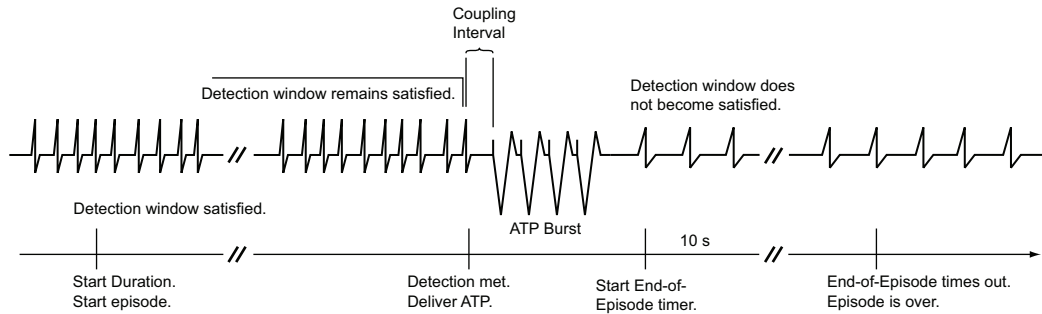 Coupling
Interval
Detection window remains satisfied.
Detection window does
not become satisfied.
Detection window satisfied.
ATP Burst
10 s
Start Duration.
Start episode.
Detection met.
Deliver ATP.
Start End-of-
Episode timer.
End-of-Episode times out.
Episode is over.